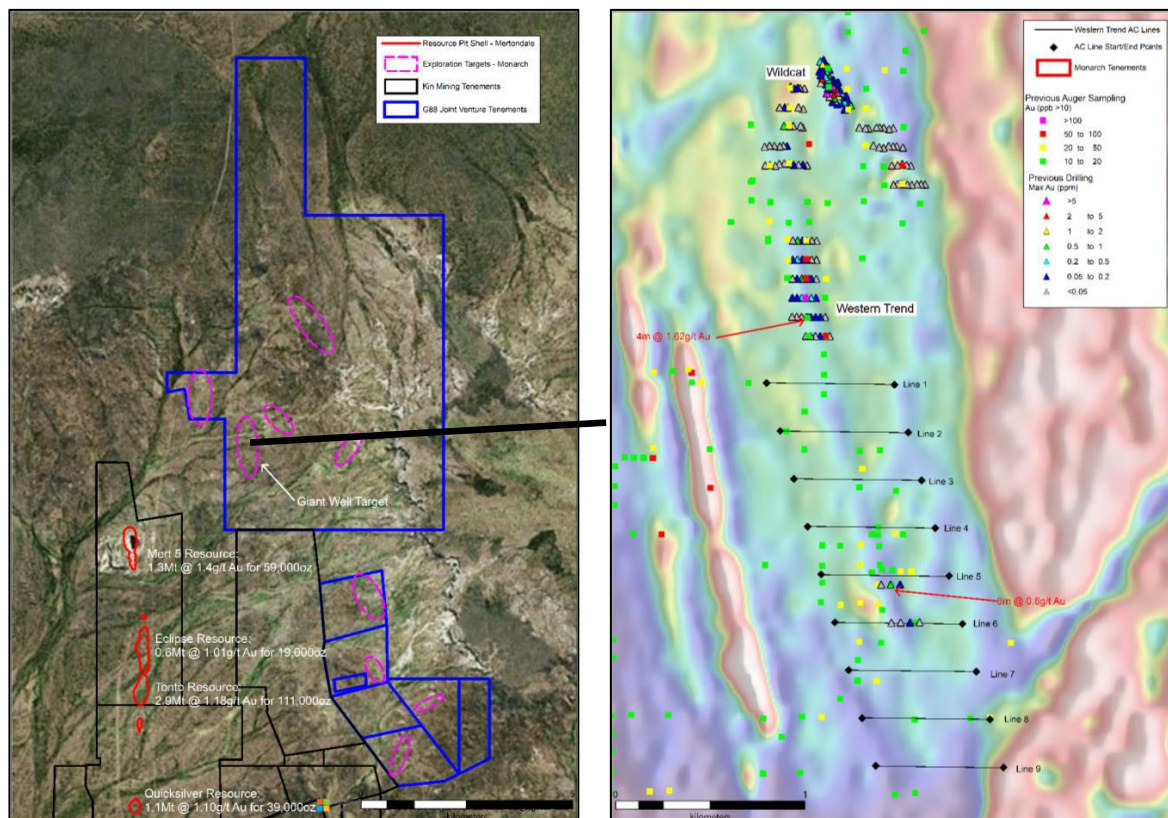 Resource Pit Shell - Mertondale
Exploration Targets - Monarch
Kin Mining Tenements
G88 Joint Venture Tenements
Giant Well Target
Mert 5 Resource:
1.3Mt @ 1.4g/t Au for 59,000oz
Eclipse Resource:
0.6Mt @ 1.01g/t Au for 19,000oz
Tonto Resource:
2.9Mt @ 1.18g/t Au for 111,000oz
Quicksilver Resource:
1.1Mt @ 1.10g/t Au for 39,000oz
kilometers
Western Trend AC Lines
AC Line Start/End Points
Monarch Tenements
Previous Auger Sampling
Au (ppb >10)
>100
50 to 100
20 to 50
10 to 20
Previous Drilling
Max Au (ppm)
>5
2 to 5
1 to 2
0.5 to 1
0.2 to 0.5
0.05 to 0.2
<0.05
Wildcat
Western Trend
4m @ 1.62g/t Au
Line 1
Line 2
Line 3
Line 4
Line 5
6m @ 0.6g/t Au
Line 6
Line 7
Line 8
Line 9
0 1
kilometers